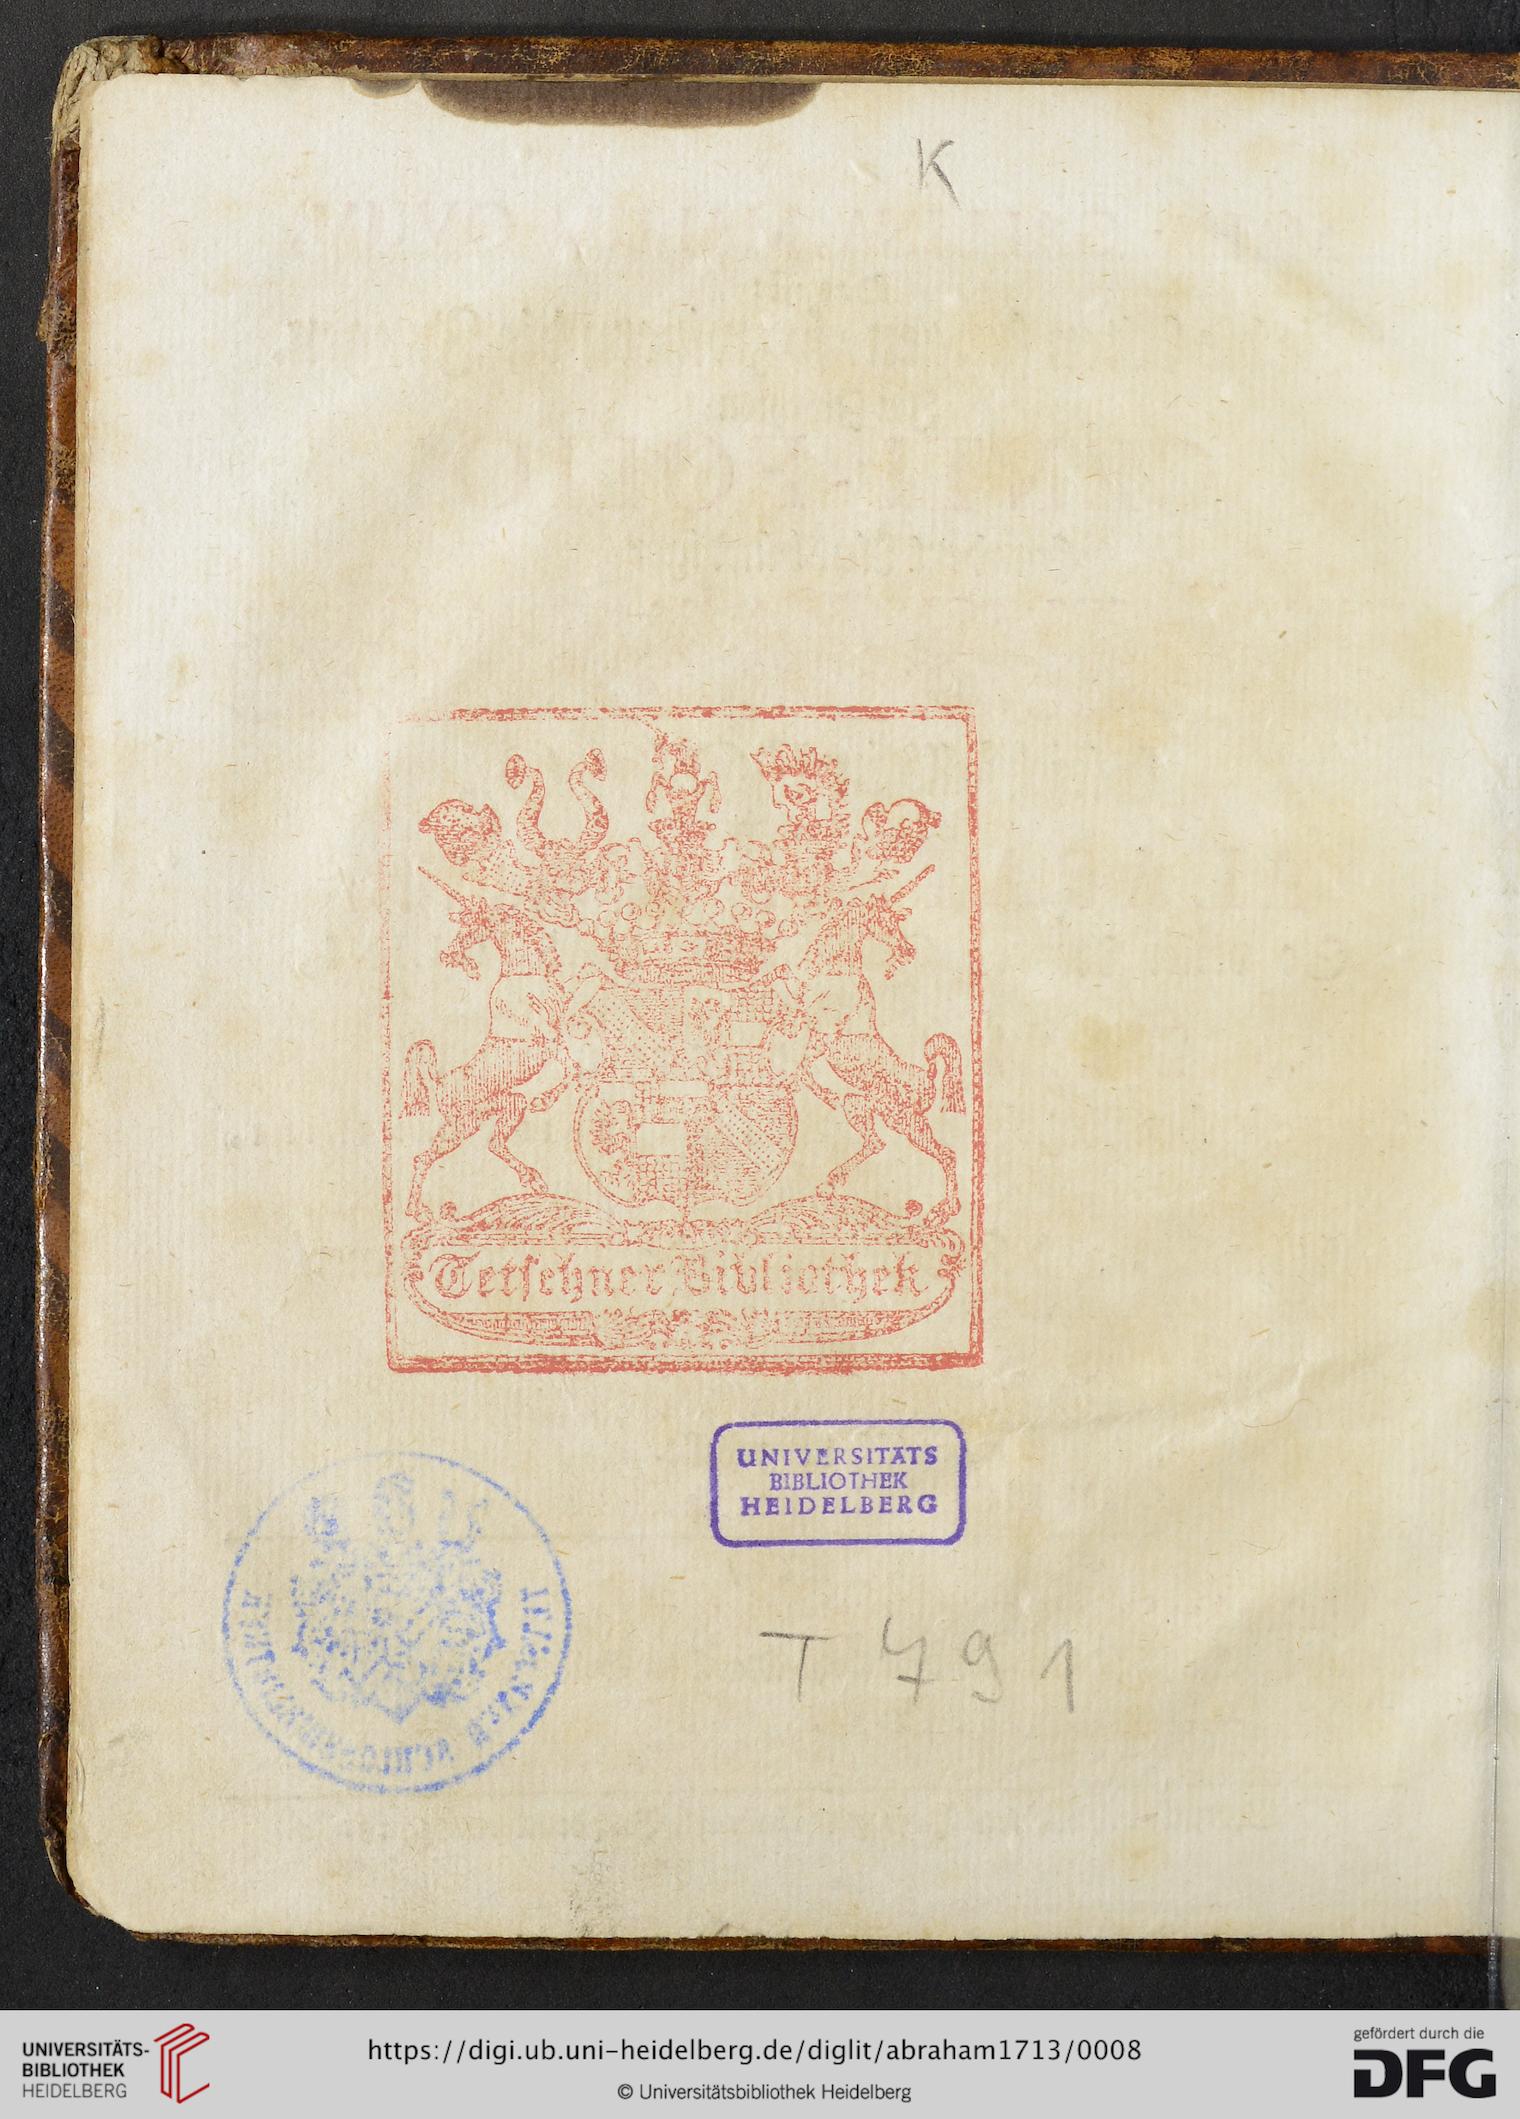 K
Tetschner Bibliothek
UNIVERSITÄTS
BIBLIOTHEK
HEIDELBERG
T 791
UNIVERSITÄTS-
BIBLIOTHEK
HEIDELBERG
https://digi.ub.uni-heidelberg.de/diglit/abraham1713/0008
© Universitätsbibliothek Heidelberg
gefördert durch die
DFG